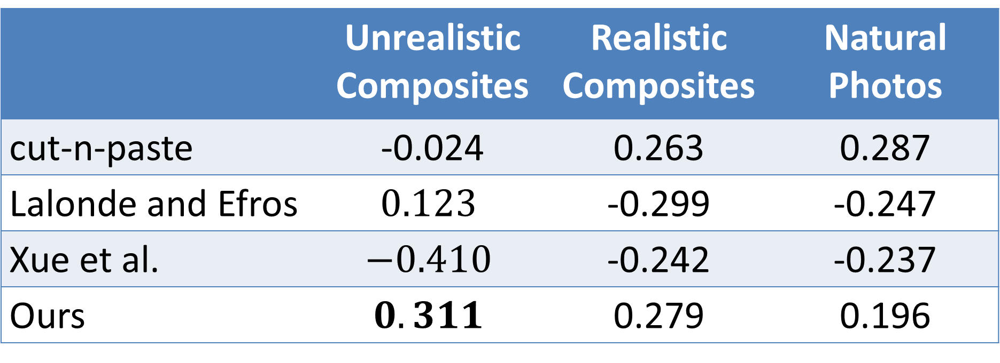 Unrealistic Composites Realistic Composites Natural Photos
cut-n-paste -0.024 0.263 0.287
Lalonde and Efros 0.123 -0.299 -0.247
Xue et al. −0.410 -0.242 -0.237
Ours 0.311 0.279 0.196